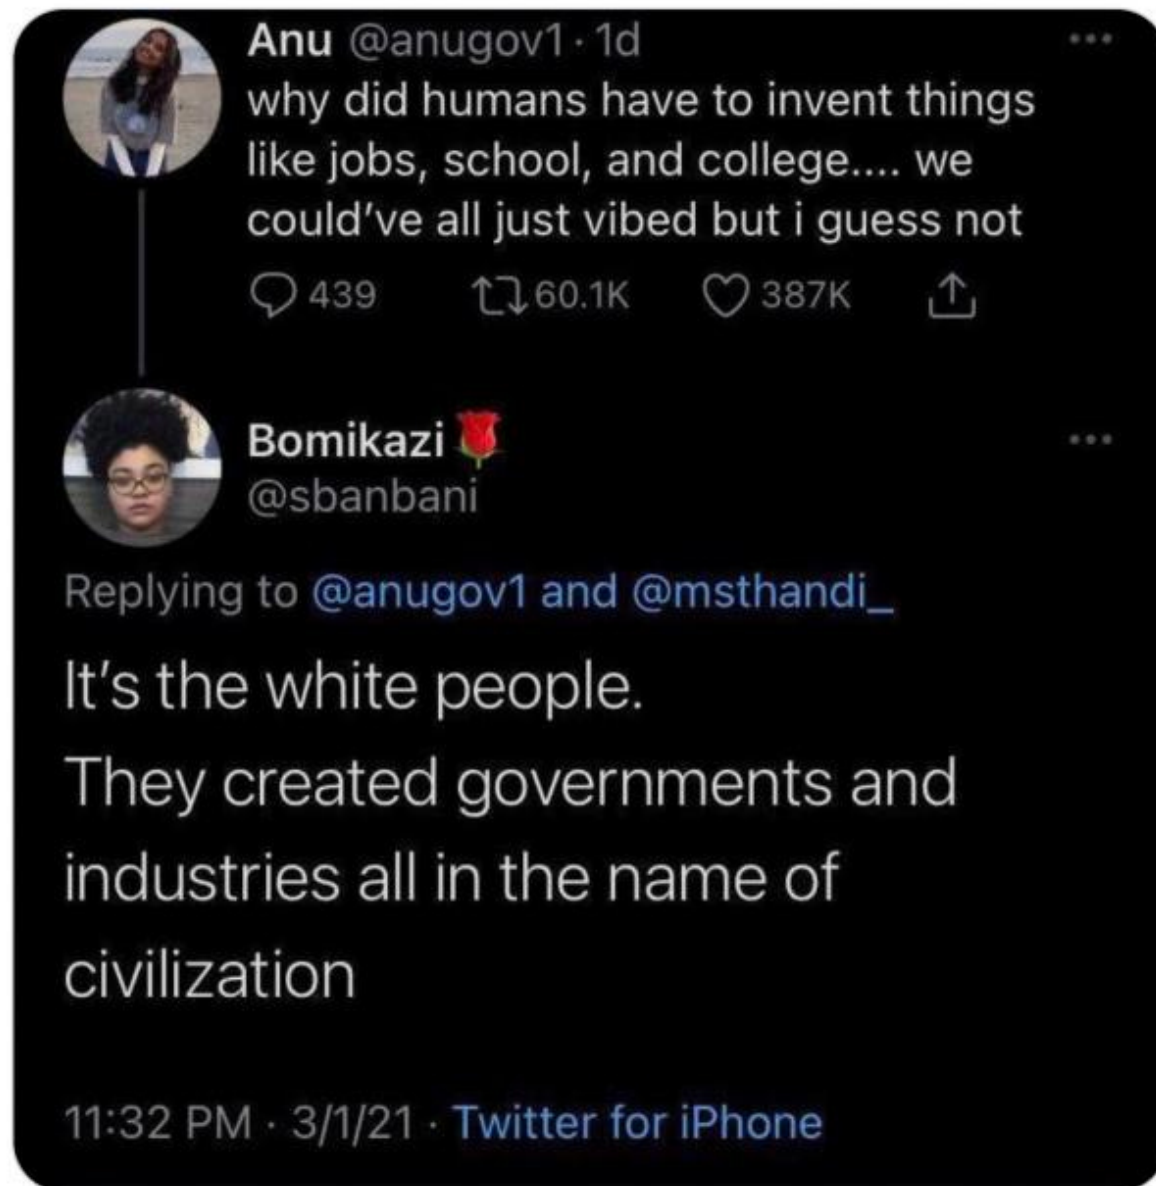 Anu @anugov1 · 1d
why did humans have to invent things
like jobs, school, and college.... we
could've all just vibed but i guess not
439 60.1K 387K
Bomikazi🌹
@sbanbani
Replying to @anugov1 and @msthandi_
It's the white people.
They created governments and
industries all in the name of
civilization
11:32 PM · 3/1/21 · Twitter for iPhone